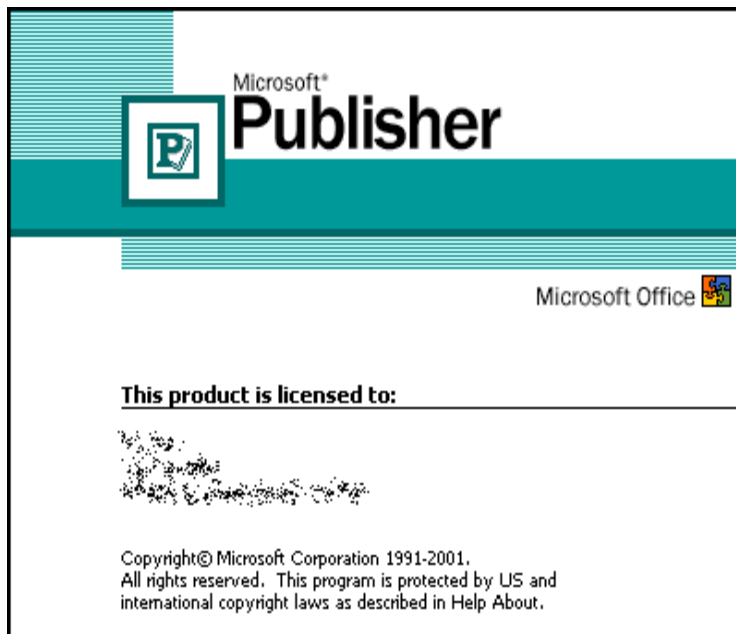 Microsoft®
Publisher
Microsoft Office
This product is licensed to:
Copyright© Microsoft Corporation 1991-2001.
All rights reserved. This program is protected by US and
international copyright laws as described in Help About.